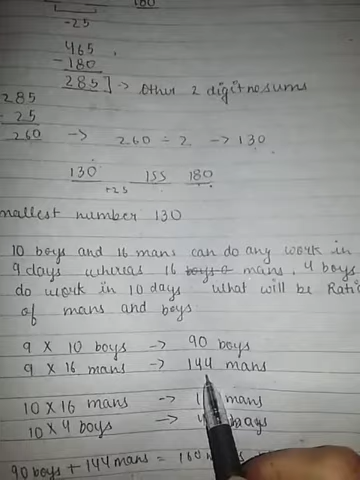 180
-25
465
- 180
285 -> Other 2 digit no sums
285
- 25
260 -> 260 ÷ 2 -> 130
130 155 180
+25
mallest number 130
10 boys and 16 mans can do any work in
9 days whereas 16 mans, 4 boys
do work in 10 days What will be Ratio
of mans and boys
9 x 10 boys -> 90 boys
9 x 16 mans -> 144 mans
10 x 16 mans -> mans
10 x 4 boys ->
90 boys + 144 mans =